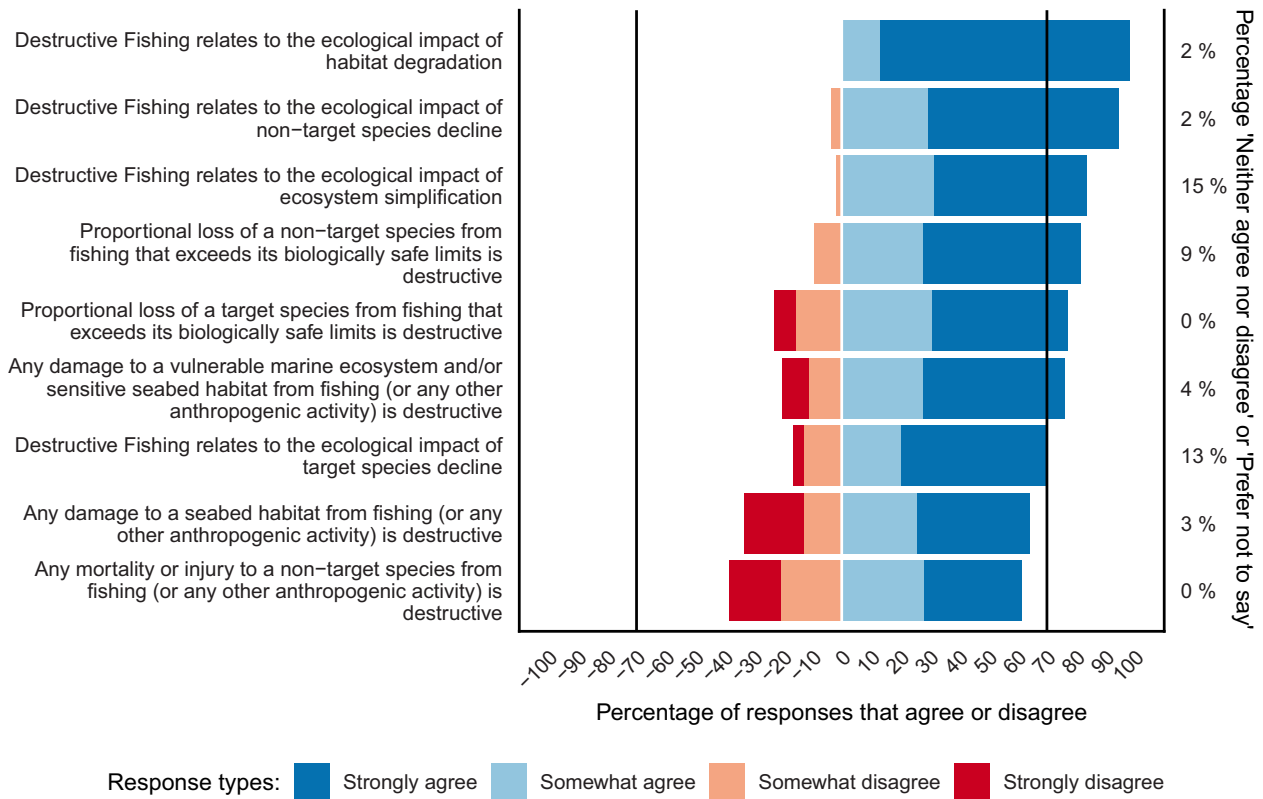 Destructive Fishing relates to the ecological impact of
habitat degradation
Destructive Fishing relates to the ecological impact of
non−target species decline
Destructive Fishing relates to the ecological impact of
ecosystem simplification
Proportional loss of a non−target species from
fishing that exceeds its biologically safe limits is
destructive
Proportional loss of a target species from fishing that
exceeds its biologically safe limits is destructive
Any damage to a vulnerable marine ecosystem and/or
sensitive seabed habitat from fishing (or any other
anthropogenic activity) is destructive
Destructive Fishing relates to the ecological impact of
target species decline
Any damage to a seabed habitat from fishing (or any
other anthropogenic activity) is destructive
Any mortality or injury to a non−target species from
fishing (or any other anthropogenic activity) is
destructive
2 %
2 %
15 %
9 %
0 %
4 %
13 %
3 %
0 %
Percentage 'Neither agree nor disagree' or 'Prefer not to say'
−100 −90 −80 −70 −60 −50 −40 −30 −20 −10 0 10 20 30 40 50 60 70 80 90 100
Percentage of responses that agree or disagree
Response types: Strongly agree Somewhat agree Somewhat disagree Strongly disagree